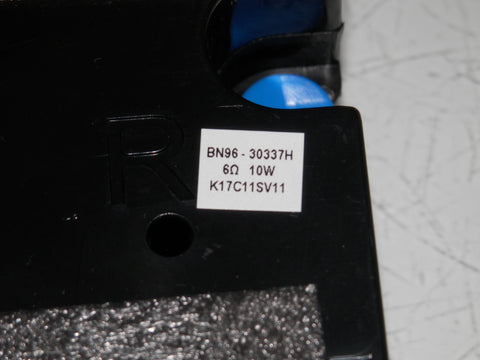 R
BN96 - 30337H
6Ω 10W
K17C11SV11